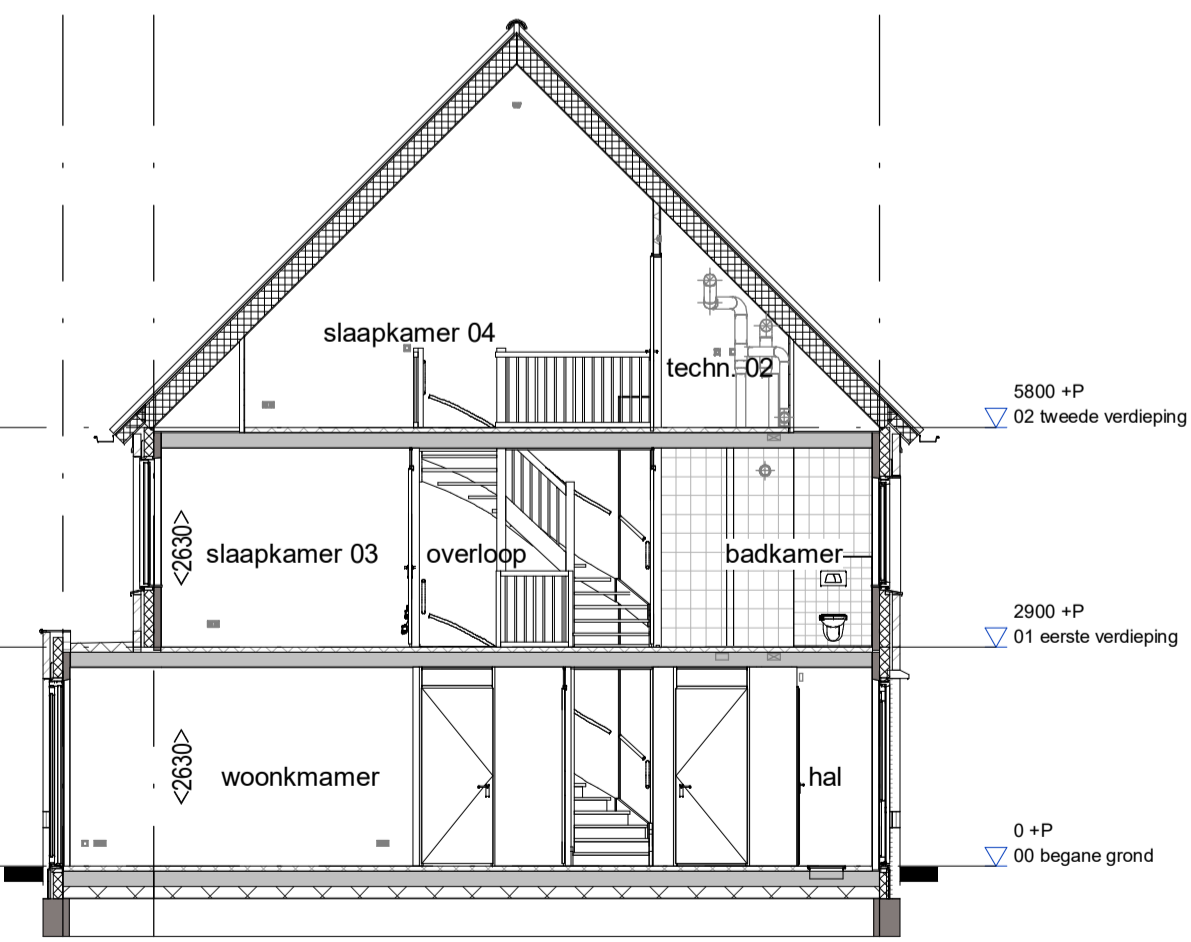 slaapkamer 04
techn. 02
5800 +P
02 tweede verdieping
<2630>
slaapkamer 03
overloop
badkamer
2900 +P
01 eerste verdieping
<2630>
woonkmamer
hal
0 +P
00 begane grond